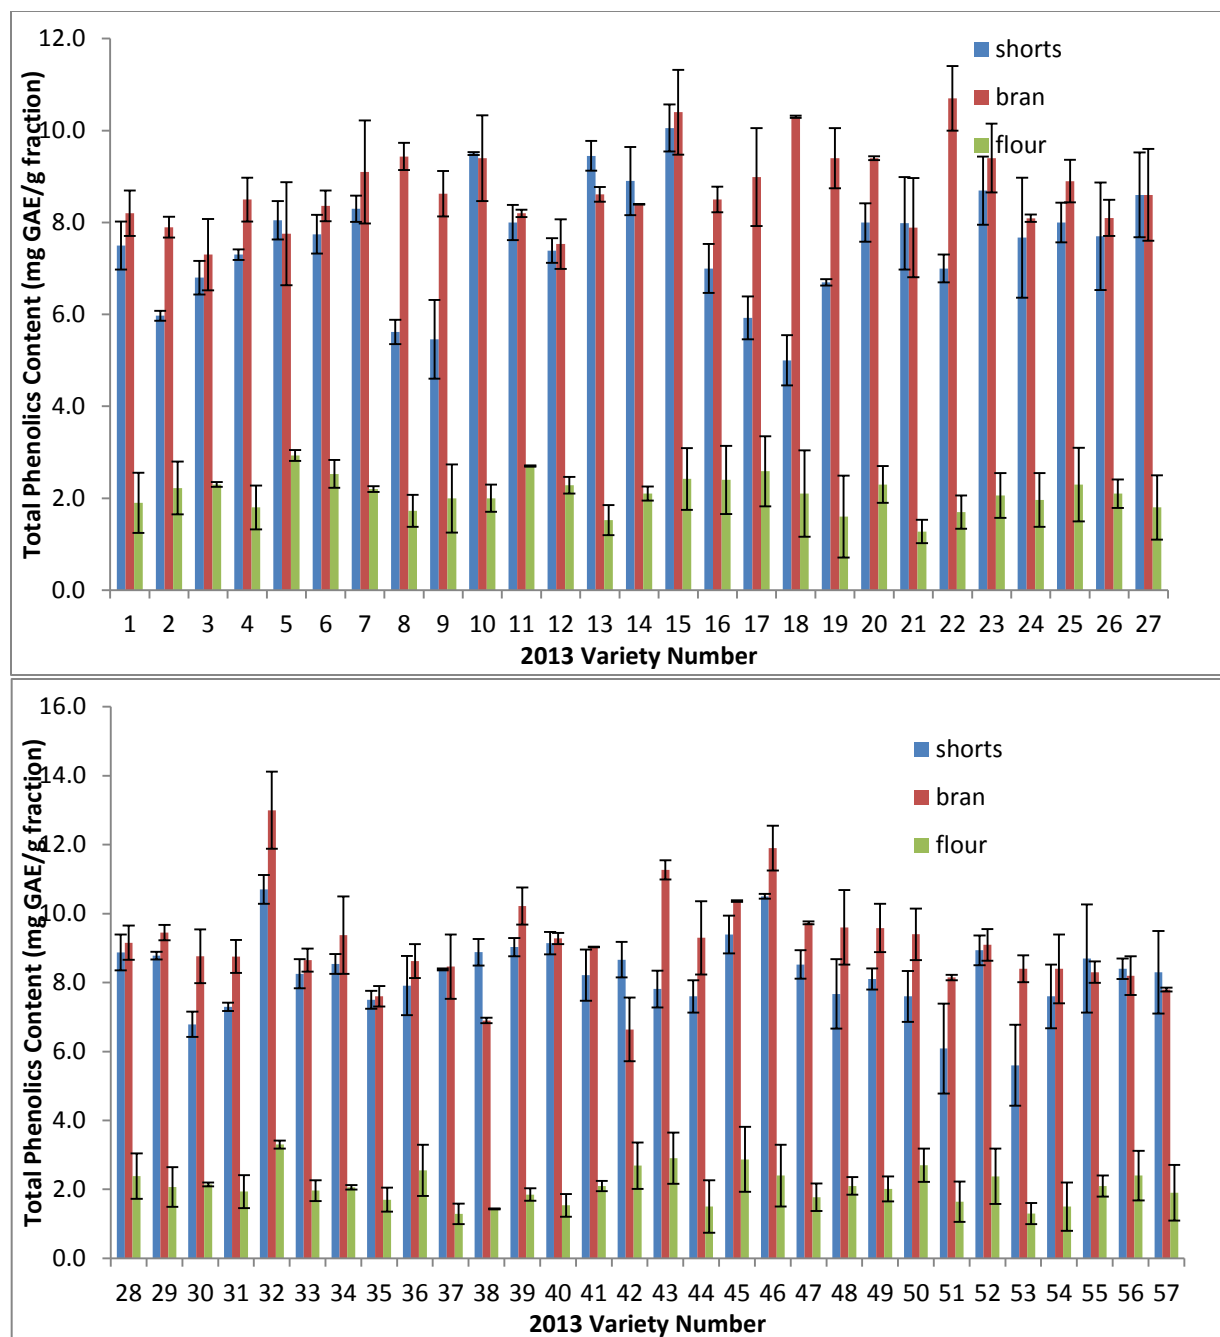 Total Phenolics Content (mg GAE/g fraction)
12.0
10.0
8.0
6.0
4.0
2.0
0.0
shorts
bran
flour
1 2 3 4 5 6 7 8 9 10 11 12 13 14 15 16 17 18 19 20 21 22 23 24 25 26 27
2013 Variety Number
Total Phenolics Content (mg GAE/g fraction)
16.0
14.0
12.0
10.0
8.0
6.0
4.0
2.0
0.0
shorts
bran
flour
28 29 30 31 32 33 34 35 36 37 38 39 40 41 42 43 44 45 46 47 48 49 50 51 52 53 54 55 56 57
2013 Variety Number